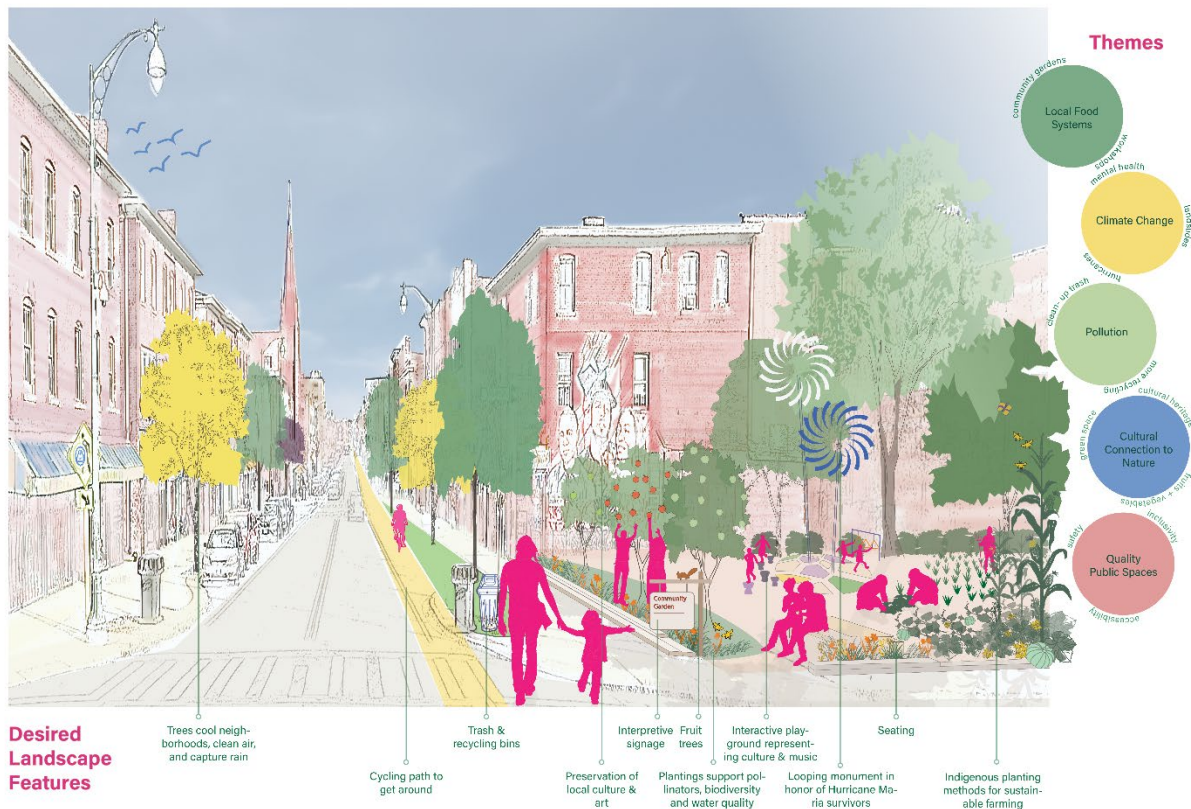 Themes
community gardens
Local Food
Systems
workshops
mental health
Climate Change
landslides
hurricanes
clean-up trash
Pollution
more recycling
cultural heritage
green space
Cultural
Connection to
Nature
fruits + vegetables
inclusivity
safety
Quality
Public Spaces
accessibility
Community
Garden
Desired
Landscape
Features
Trees cool neigh-
borhoods, clean air,
and capture rain
Cycling path to
get around
Trash &
recycling bins
Preservation of
local culture &
art
Interpretive
signage
Fruit
trees
Plantings support pol-
linators, biodiversity
and water quality
Interactive play-
ground represent-
ing culture & music
Looping monument in
honor of Hurricane Ma-
ria survivors
Seating
Indigenous planting
methods for sustain-
able farming